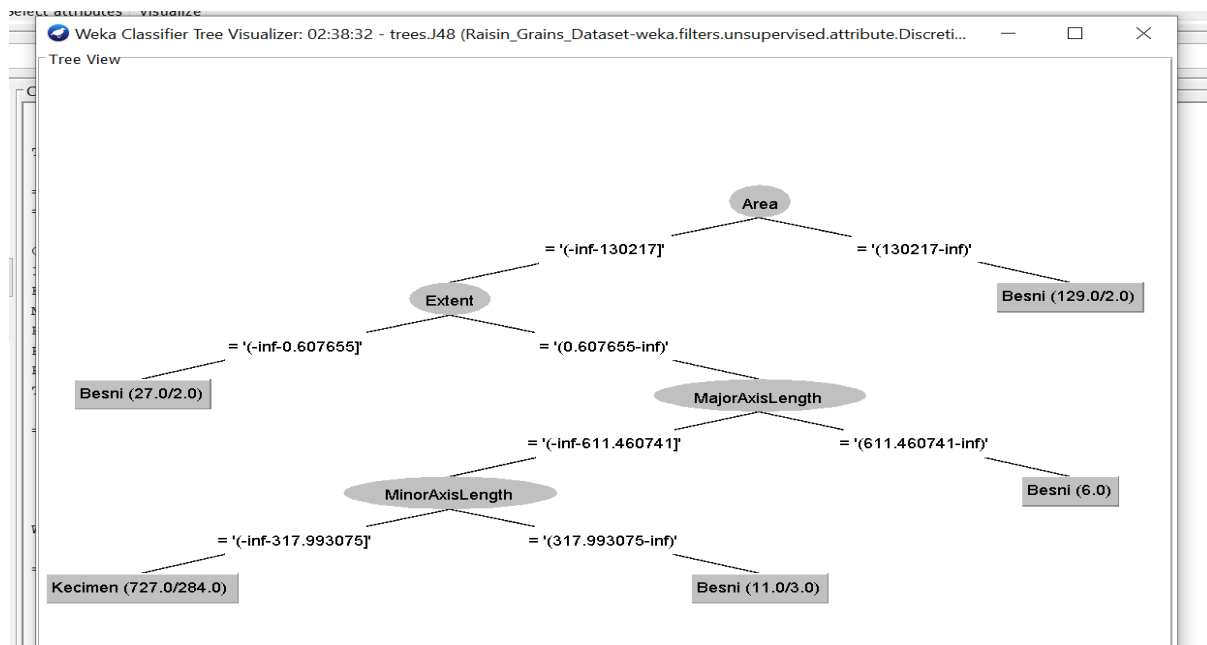 Select attributes Visualize
Weka Classifier Tree Visualizer: 02:38:32 - trees.J48 (Raisin_Grains_Dataset-weka.filters.unsupervised.attribute.Discreti...
Tree View
Area
= '(-inf-130217]'
= '(130217-inf)'
Extent
Besni (129.0/2.0)
= '(-inf-0.607655]'
= '(0.607655-inf)'
Besni (27.0/2.0)
MajorAxisLength
= '(-inf-611.460741]'
= '(611.460741-inf)'
MinorAxisLength
Besni (6.0)
= '(-inf-317.993075]'
= '(317.993075-inf)'
Kecimen (727.0/284.0)
Besni (11.0/3.0)